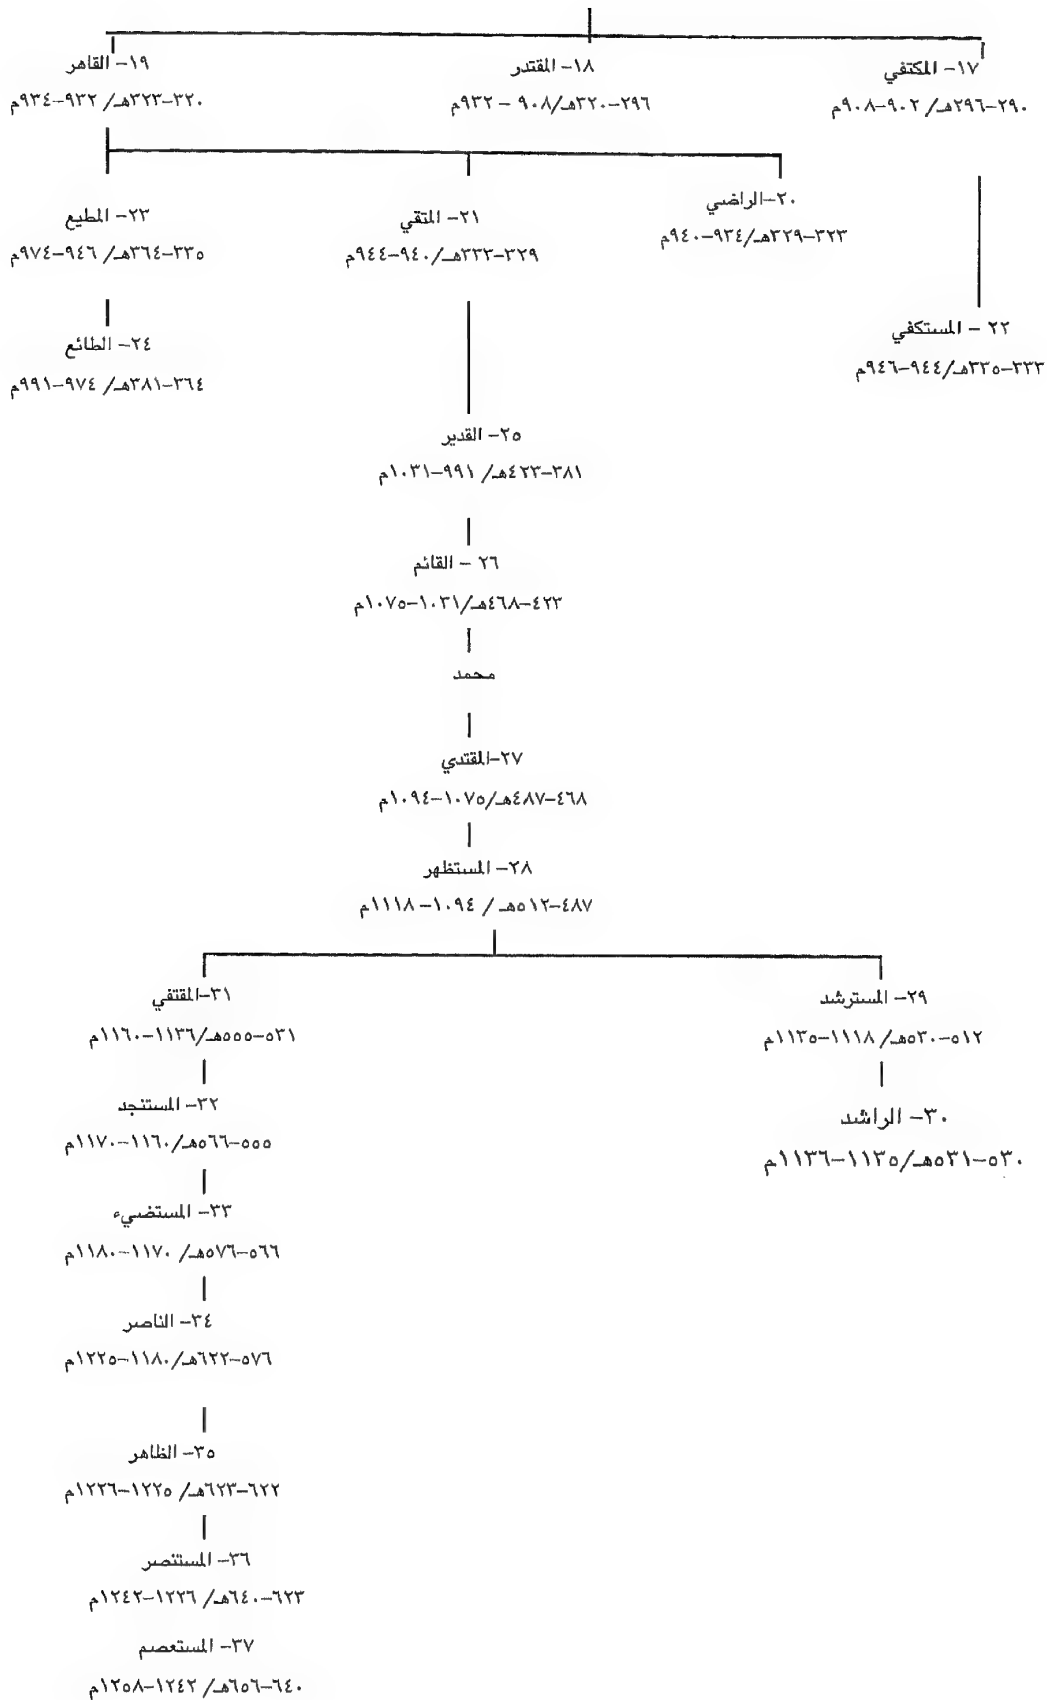 ١٧- المكتفي
٢٩٠-٢٩٦هـ/ ٩٠٢-٩٠٨م
١٨- المقتدر
٢٩٦-٣٢٠هـ/٩٠٨ – ٩٣٢م
١٩- القاهر
٣٢٠-٣٢٣هـ/ ٩٣٢-٩٣٤م
٢٠-الراضي
٣٢٣-٣٢٩هـ/٩٣٤-٩٤٠م
٢١- المتقي
٣٢٩-٣٣٣هـ/٩٤٠-٩٤٤م
٢٣- المطيع
٣٣٥-٣٦٤هـ/ ٩٤٦-٩٧٤م
٢٢ – المستكفي
٣٣٣-٣٣٥هـ/٩٤٤-٩٤٦م
٢٤- الطائع
٣٦٤-٣٨١هـ/ ٩٧٤-٩٩١م
٢٥- القدير
٣٨١-٤٢٣هـ/ ٩٩١-١٠٣١م
٢٦ – القائم
٤٢٣-٤٦٨هـ/١٠٣١-١٠٧٥م
محمد
٢٧-المقتدي
٤٦٨-٤٨٧هـ/١٠٧٥-١٠٩٤م
٢٨- المستظهر
٤٨٧-٥١٢هـ / ١٠٩٤-١١١٨م
٢٩- المسترشد
٥١٢-٥٣٠هـ/ ١١١٨-١١٣٥م
٣٠- الراشد
٥٣٠-٥٣١هـ/١١٣٥-١١٣٦م
٣١-المقتفي
٥٣١-٥٥٥هـ/١١٣٦-١١٦٠م
٣٢- المستنجد
٥٥٥-٥٦٦هـ/١١٦٠-١١٧٠م
٣٣- المستضيء
٥٦٦-٥٧٦هـ/ ١١٧٠-١١٨٠م
٣٤- الناصر
٥٧٦-٦٢٢هـ/١١٨٠-١٢٢٥م
٣٥- الظاهر
٦٢٢-٦٢٣هـ/ ١٢٢٥-١٢٢٦م
٣٦- المستنصر
٦٢٣-٦٤٠هـ/ ١٢٢٦-١٢٤٢م
٣٧- المستعصم
٦٤٠-٦٥٦هـ/ ١٢٤٢-١٢٥٨م